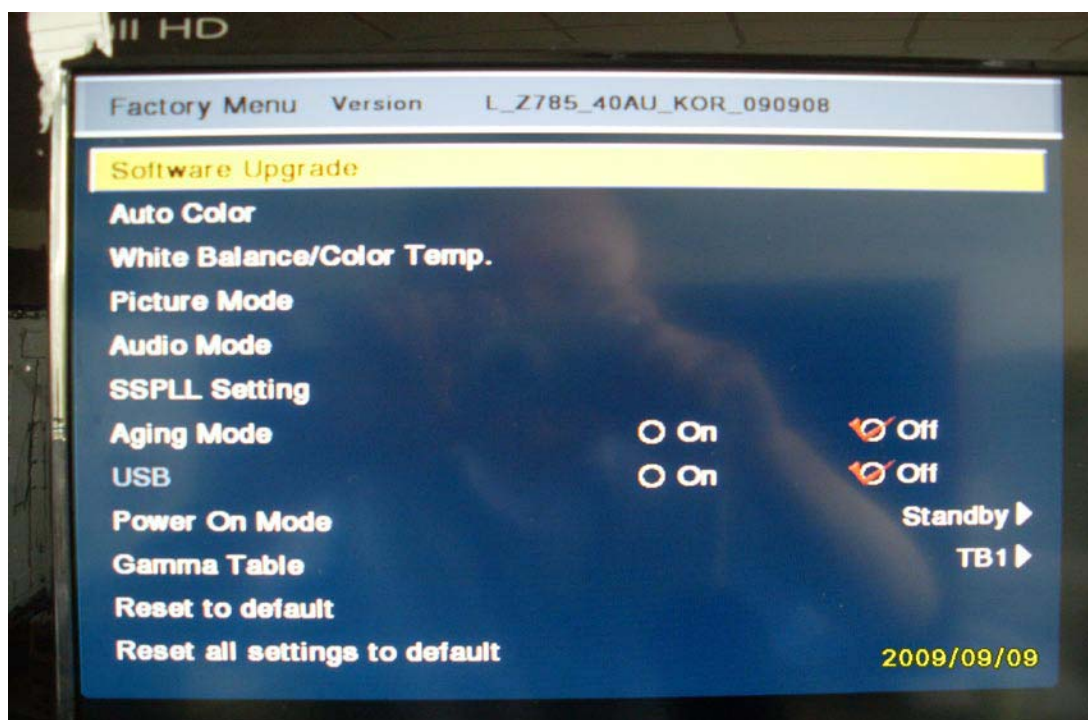 ull HD
Factory Menu Version L_Z785_40AU_KOR_090908
Software Upgrade
Auto Color
White Balance/Color Temp.
Picture Mode
Audio Mode
SSPLL Setting
Aging Mode On Off
USB On Off
Power On Mode Standby
Gamma Table TB1
Reset to default
Reset all settings to default
2009/09/09